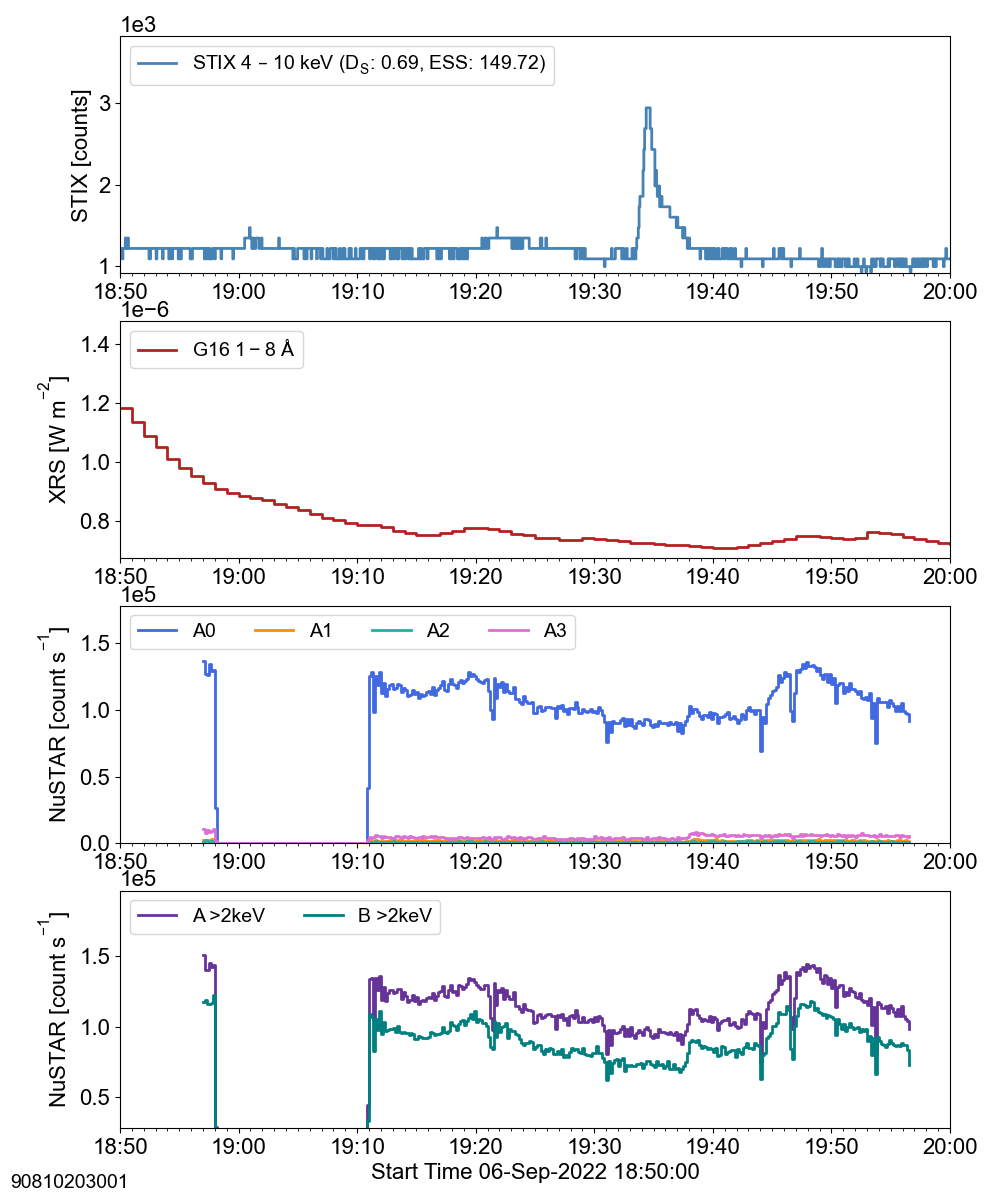 1e3
STIX 4 – 10 keV (D_S: 0.69, ESS: 149.72)
STIX [counts]
3
2
1
18:50 19:00 19:10 19:20 19:30 19:40 19:50 20:00
1e−6
G16 1 – 8 Å
XRS [W m⁻²]
1.4
1.2
1.0
0.8
18:50 19:00 19:10 19:20 19:30 19:40 19:50 20:00
1e5
A0 A1 A2 A3
NuSTAR [count s⁻¹]
1.5
1.0
0.5
0.0
18:50 19:00 19:10 19:20 19:30 19:40 19:50 20:00
1e5
A >2keV B >2keV
NuSTAR [count s⁻¹]
1.5
1.0
0.5
18:50 19:00 19:10 19:20 19:30 19:40 19:50 20:00
Start Time 06-Sep-2022 18:50:00
90810203001